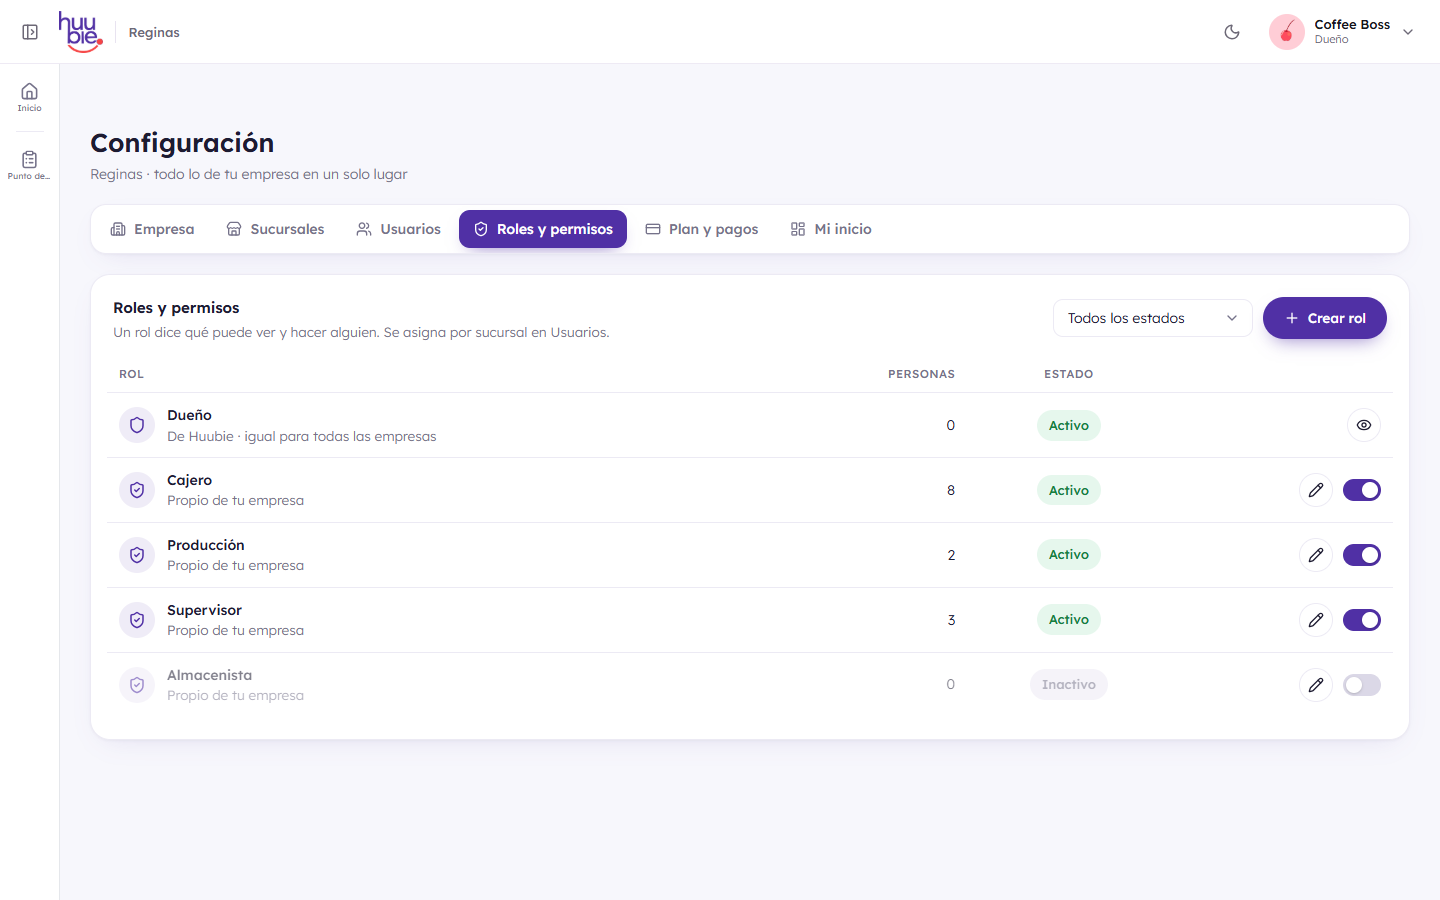 huu
bie
Reginas
Coffee Boss
Dueño
Inicio
Punto de...
Configuración
Reginas · todo lo de tu empresa en un solo lugar
Empresa
Sucursales
Usuarios
Roles y permisos
Plan y pagos
Mi inicio
Roles y permisos
Un rol dice qué puede ver y hacer alguien. Se asigna por sucursal en Usuarios.
Todos los estados
Crear rol
ROL PERSONAS ESTADO
Dueño
De Huubie · igual para todas las empresas
0
Activo
Cajero
Propio de tu empresa
8
Activo
Producción
Propio de tu empresa
2
Activo
Supervisor
Propio de tu empresa
3
Activo
Almacenista
Propio de tu empresa
0
Inactivo